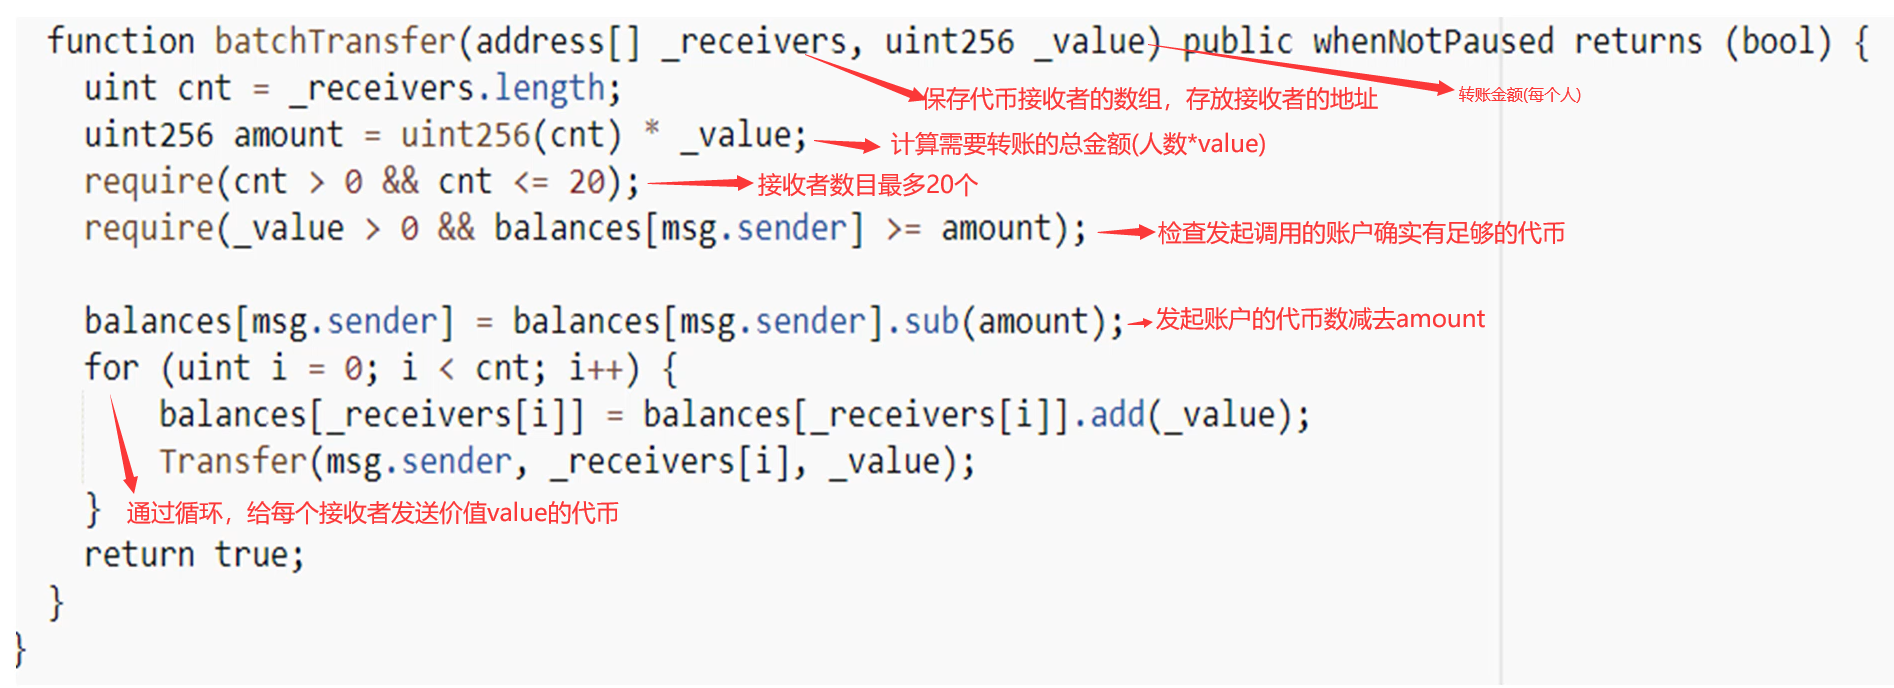 function batchTransfer(address[] _receivers, uint256 _value) public whenNotPaused returns (bool) {
uint cnt = _receivers.length;
保存代币接收者的数组，存放接收者的地址
转账金额(每个人)
uint256 amount = uint256(cnt) * _value;
计算需要转账的总金额(人数*value)
require(cnt > 0 && cnt <= 20);
接收者数目最多20个
require(_value > 0 && balances[msg.sender] >= amount);
检查发起调用的账户确实有足够的代币
balances[msg.sender] = balances[msg.sender].sub(amount);
发起账户的代币数减去amount
for (uint i = 0; i < cnt; i++) {
balances[_receivers[i]] = balances[_receivers[i]].add(_value);
Transfer(msg.sender, _receivers[i], _value);
}
通过循环，给每个接收者发送价值value的代币
return true;
}
}